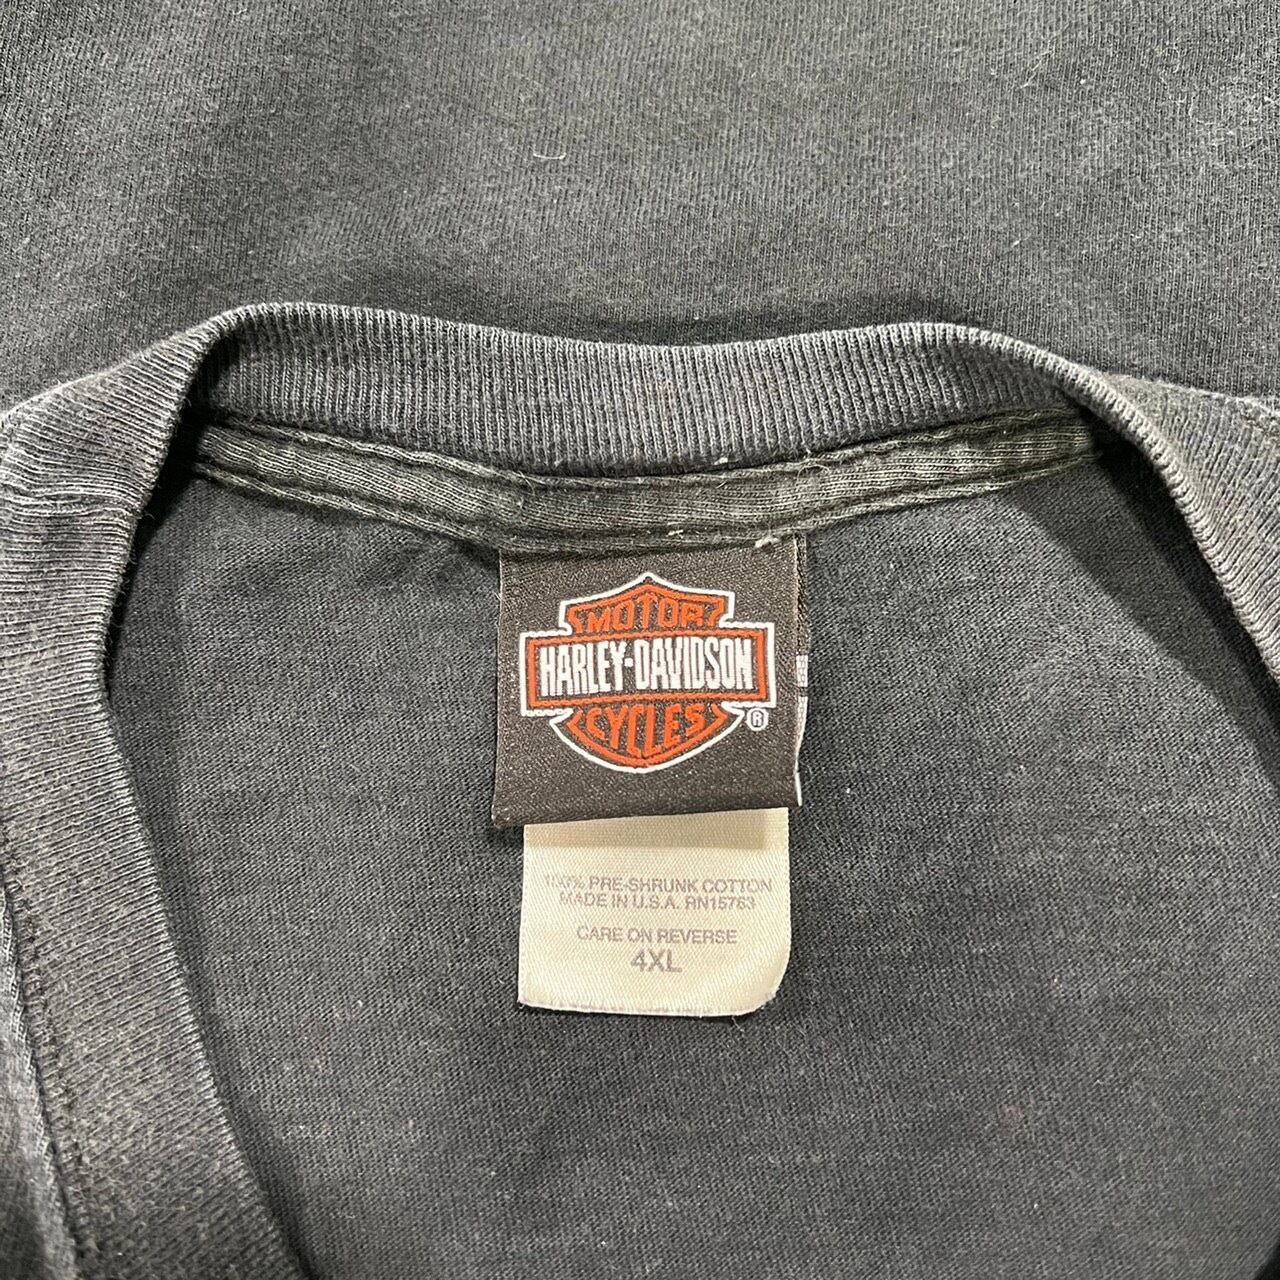 MOTOR
HARLEY-DAVIDSON
CYCLES
®
100% PRE-SHRUNK COTTON
MADE IN U.S.A. RN15763
CARE ON REVERSE
4XL